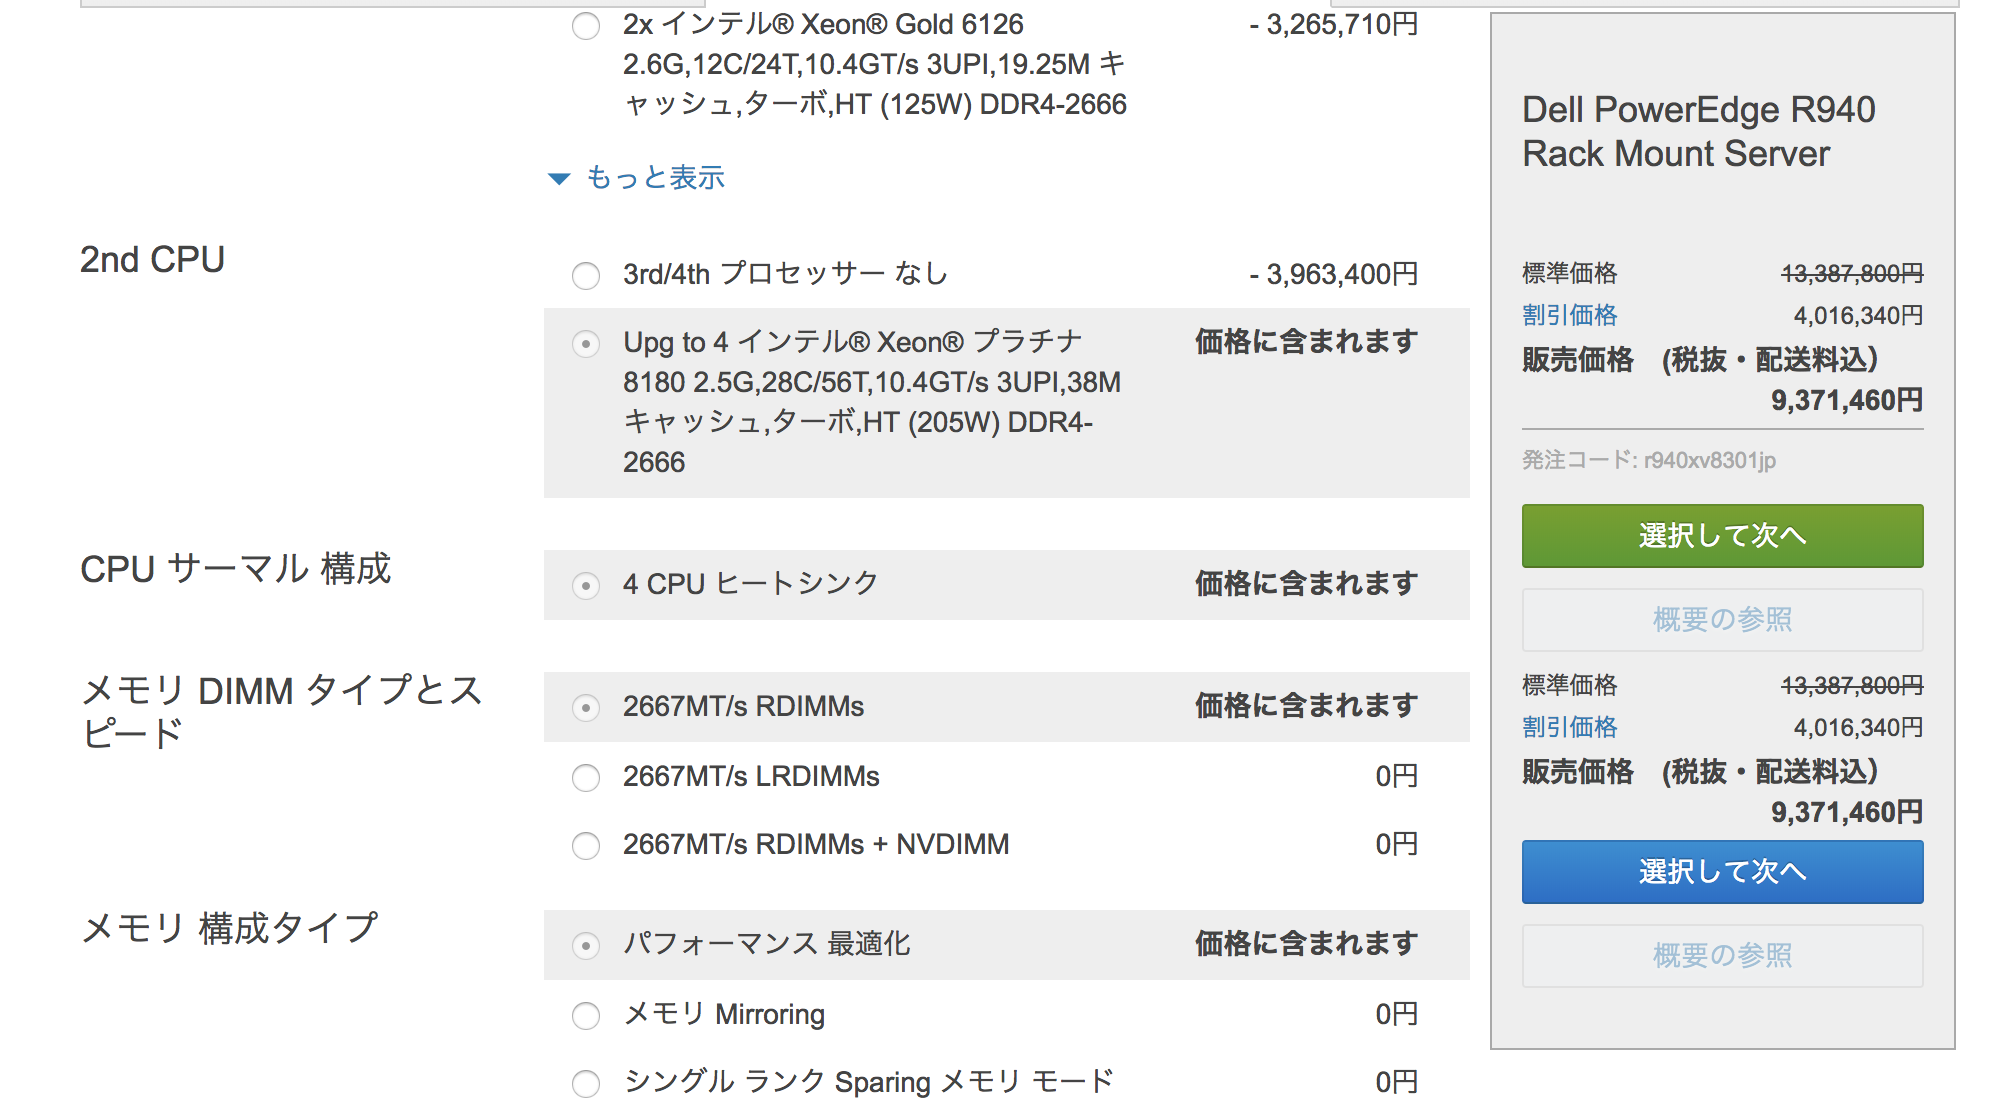 2x インテル® Xeon® Gold 6126
- 3,265,710円
2.6G,12C/24T,10.4GT/s 3UPI,19.25M キ
ャッシュ,ターボ,HT (125W) DDR4-2666
もっと表示
2nd CPU
3rd/4th プロセッサー なし
- 3,963,400円
Upg to 4 インテル® Xeon® プラチナ
価格に含まれます
8180 2.5G,28C/56T,10.4GT/s 3UPI,38M
キャッシュ,ターボ,HT (205W) DDR4-
2666
CPU サーマル 構成
4 CPU ヒートシンク
価格に含まれます
メモリ DIMM タイプとス
ピード
2667MT/s RDIMMs
価格に含まれます
2667MT/s LRDIMMs
0円
2667MT/s RDIMMs + NVDIMM
0円
メモリ 構成タイプ
パフォーマンス 最適化
価格に含まれます
メモリ Mirroring
0円
シングル ランク Sparing メモリ モード
0円
Dell PowerEdge R940
Rack Mount Server
標準価格
13,387,800円
割引価格
4,016,340円
販売価格 (税抜・配送料込）
9,371,460円
発注コード: r940xv8301jp
選択して次へ
概要の参照
標準価格
13,387,800円
割引価格
4,016,340円
販売価格 (税抜・配送料込）
9,371,460円
選択して次へ
概要の参照